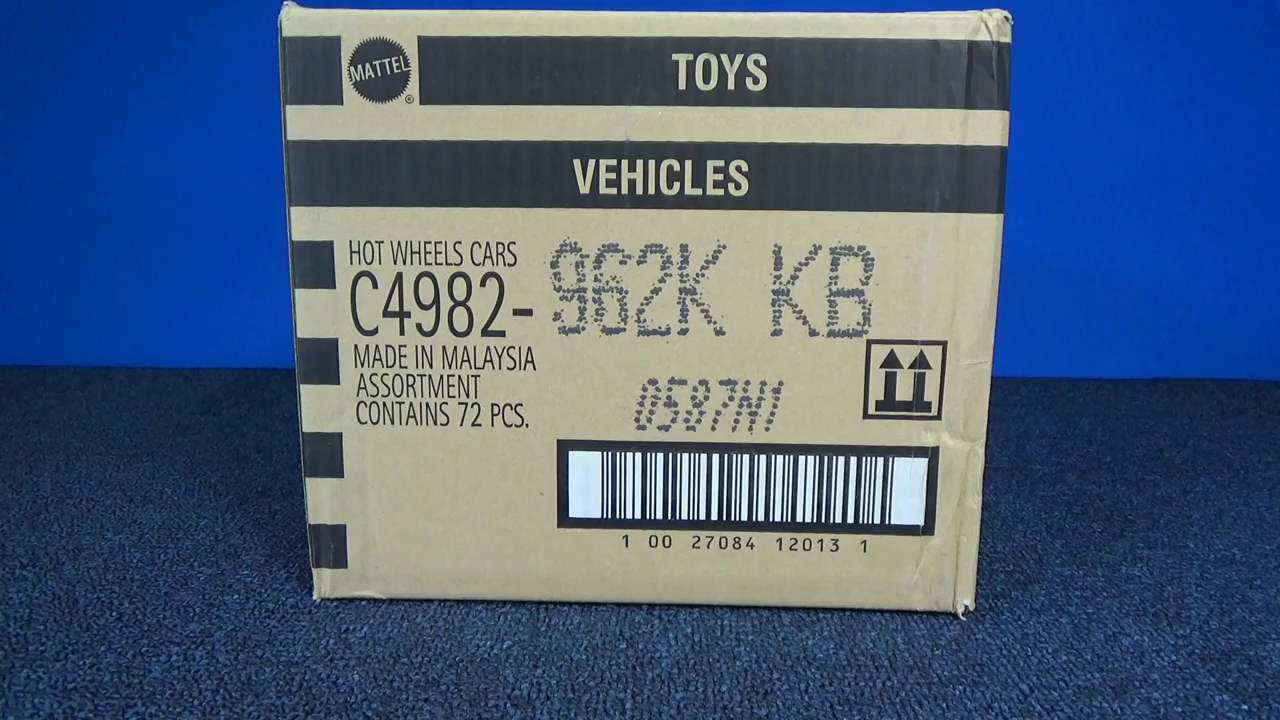 MATTEL
®
TOYS
VEHICLES
HOT WHEELS CARS
C4982- 962K KB
MADE IN MALAYSIA
ASSORTMENT
CONTAINS 72 PCS.
0587N1
1 00 27084 12013 1